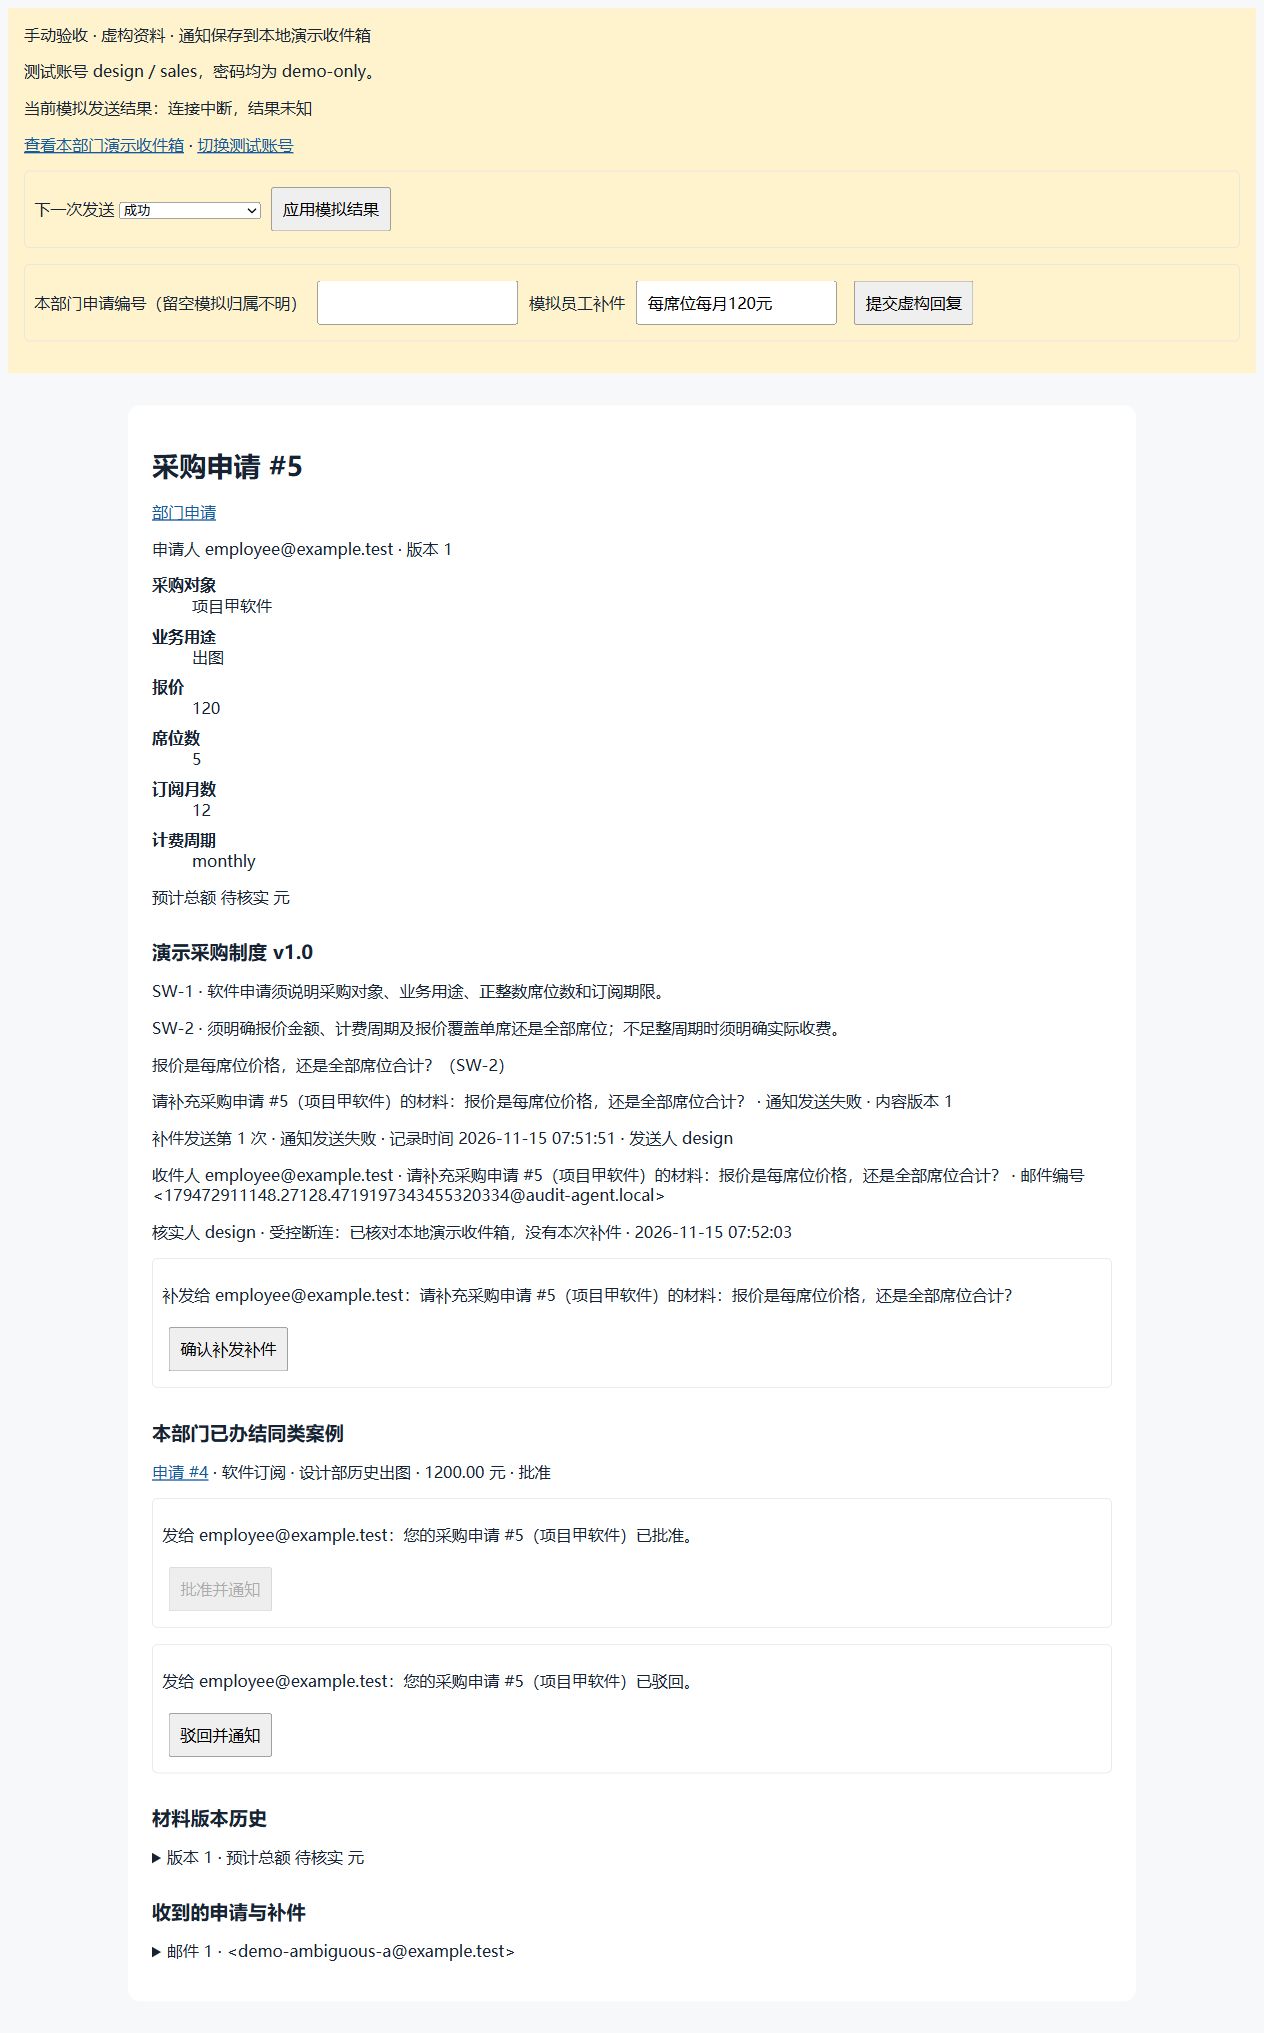 手动验收 · 虚构资料 · 通知保存到本地演示收件箱
测试账号 design / sales，密码均为 demo-only。
当前模拟发送结果：连接中断，结果未知
查看本部门演示收件箱 · 切换测试账号
下一次发送 成功 应用模拟结果
本部门申请编号（留空模拟归属不明） 模拟员工补件 每席位每月120元 提交虚构回复
采购申请 #5
部门申请
申请人 employee@example.test · 版本 1
采购对象
项目甲软件
业务用途
出图
报价
120
席位数
5
订阅月数
12
计费周期
monthly
预计总额 待核实 元
演示采购制度 v1.0
SW-1 · 软件申请须说明采购对象、业务用途、正整数席位数和订阅期限。
SW-2 · 须明确报价金额、计费周期及报价覆盖单席还是全部席位；不足整周期时须明确实际收费。
报价是每席位价格，还是全部席位合计？（SW-2）
请补充采购申请 #5（项目甲软件）的材料：报价是每席位价格，还是全部席位合计？ · 通知发送失败 · 内容版本 1
补件发送第 1 次 · 通知发送失败 · 记录时间 2026-11-15 07:51:51 · 发送人 design
收件人 employee@example.test · 请补充采购申请 #5（项目甲软件）的材料：报价是每席位价格，还是全部席位合计？ · 邮件编号
<179472911148.27128.4719197343455320334@audit-agent.local>
核实人 design · 受控断连：已核对本地演示收件箱，没有本次补件 · 2026-11-15 07:52:03
补发给 employee@example.test：请补充采购申请 #5（项目甲软件）的材料：报价是每席位价格，还是全部席位合计？
确认补发补件
本部门已办结同类案例
申请 #4 · 软件订阅 · 设计部历史出图 · 1200.00 元 · 批准
发给 employee@example.test：您的采购申请 #5（项目甲软件）已批准。
批准并通知
发给 employee@example.test：您的采购申请 #5（项目甲软件）已驳回。
驳回并通知
材料版本历史
▶ 版本 1 · 预计总额 待核实 元
收到的申请与补件
▶ 邮件 1 · <demo-ambiguous-a@example.test>